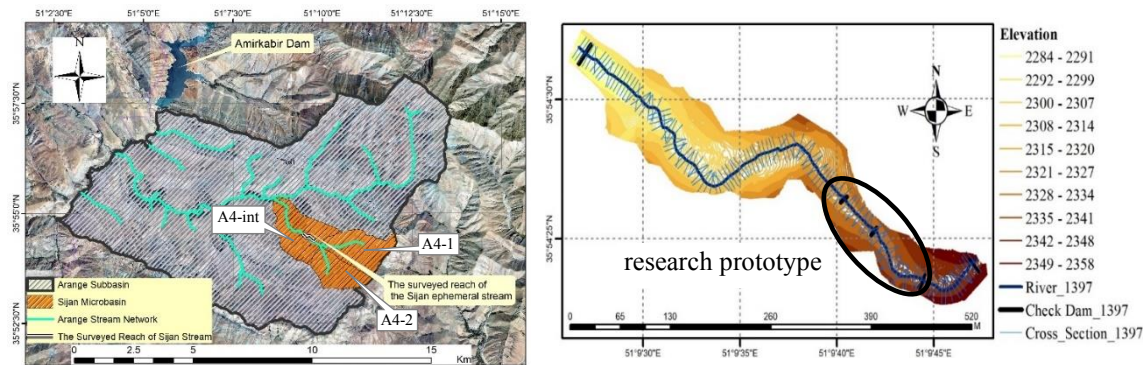 51°2'30"E 51°5'0"E 51°7'30"E 51°10'0"E 51°12'30"E 51°15'0"E
N
Amirkabir Dam
35°57'30"N
35°55'0"N
35°52'30"N
A4-int
A4-1
A4-2
The surveyed reach of
the Sijan ephemeral stream
Arange Subbasin
Sijan Microbasin
Arange Stream Network
The Surveyed Reach of Sijan Stream
0 2.5 5 10 15
Km
35°54'30"N
35°54'25"N
N
W E
S
research prototype
0 65 130 260 390 520
M
51°9'30"E 51°9'35"E 51°9'40"E 51°9'45"E
Elevation
2284 - 2291
2292 - 2299
2300 - 2307
2308 - 2314
2315 - 2320
2321 - 2327
2328 - 2334
2335 - 2341
2342 - 2348
2349 - 2358
River_1397
Check Dam_1397
Cross_Section_1397